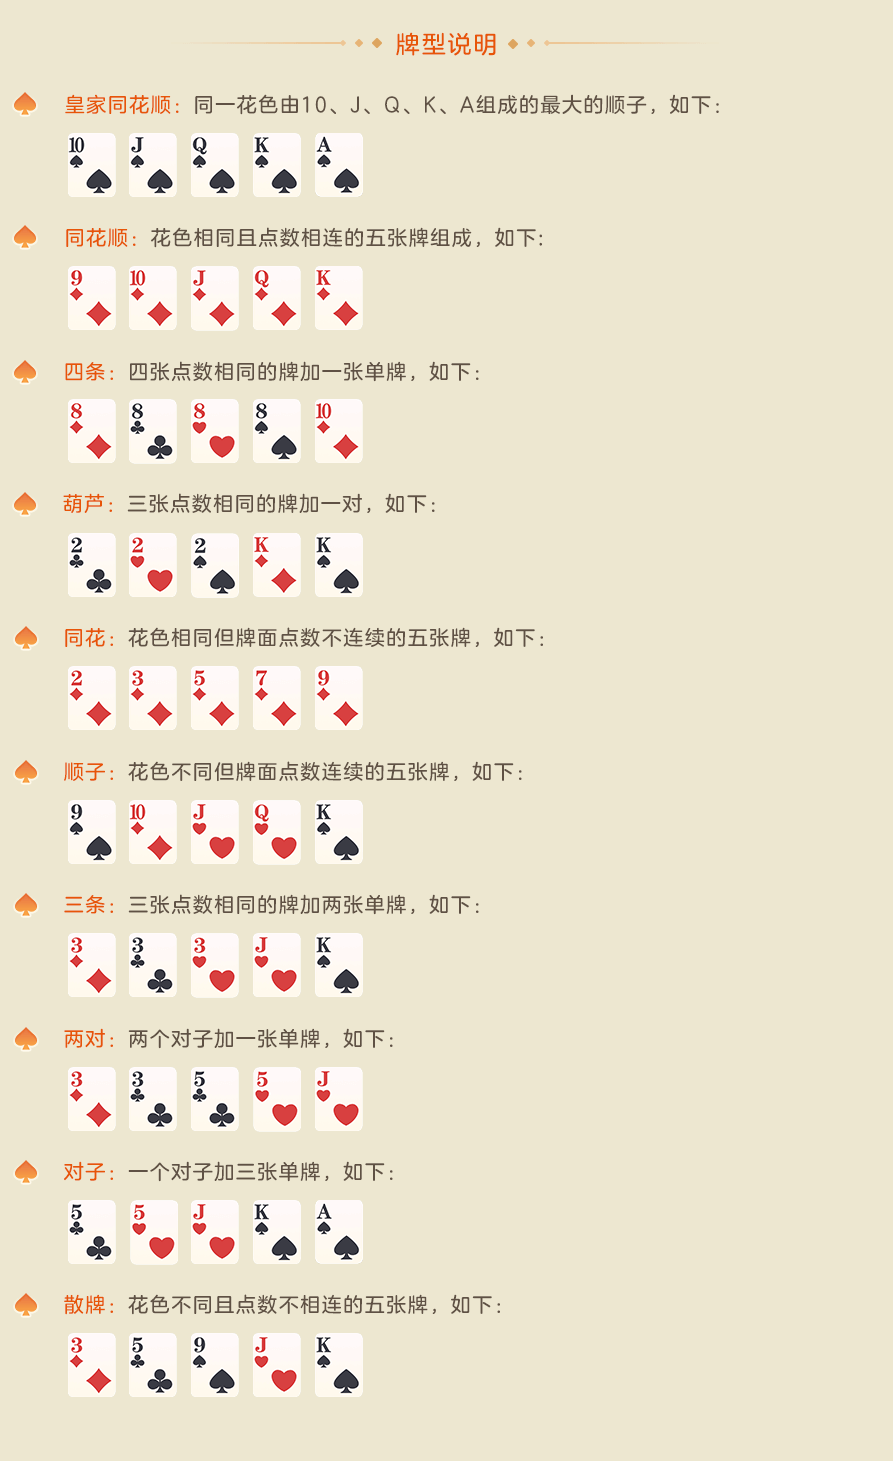 牌型说明
皇家同花顺：同一花色由10、J、Q、K、A组成的最大的顺子，如下：
10 J Q K A
同花顺：花色相同且点数相连的五张牌组成，如下：
9 10 J Q K
四条：四张点数相同的牌加一张单牌，如下：
8 8 8 8 10
葫芦：三张点数相同的牌加一对，如下：
2 2 2 K K
同花：花色相同但牌面点数不连续的五张牌，如下：
2 3 5 7 9
顺子：花色不同但牌面点数连续的五张牌，如下：
9 10 J Q K
三条：三张点数相同的牌加两张单牌，如下：
3 3 3 J K
两对：两个对子加一张单牌，如下：
3 3 5 5 J
对子：一个对子加三张单牌，如下：
5 5 J K A
散牌：花色不同且点数不相连的五张牌，如下：
3 5 9 J K